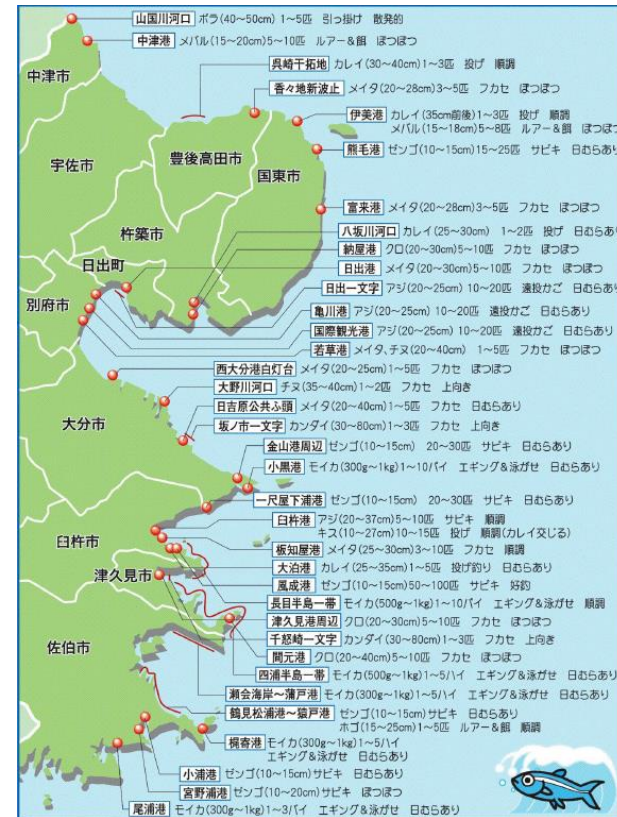 山国川河口 ボラ(40~50cm) 1~5匹 引っ掛け 散発的
中津港 メバル(15~20cm)5~10匹 ルアー&餌 ぽつぽつ
呉崎干拓地 カレイ(30~40cm)1~3匹 投げ 順調
中津市
香々地新波止 メイタ(20~28cm)3~5匹 フカセ ぽつぽつ
伊美港 カレイ(35cm前後)1~3匹 投げ 順調
メバル(15~18cm)5~8匹 ルアー&餌 ぽつぽつ
熊毛港 ゼンゴ(10~15cm)15~25匹 サビキ 日むらあり
宇佐市
豊後高田市
国東市
富来港 メイタ(20~28cm)3~5匹 フカセ ぽつぽつ
八坂川河口 カレイ(25~30cm) 1~2匹 投げ 日むらあり
杵築市
納屋港 クロ(20~30cm)5~10匹 フカセ ぽつぽつ
日出町
日出港 メイタ(20~30cm)5~10匹 フカセ ぽつぽつ
日出一文字 アジ(20~25cm) 10~20匹 遠投かご 日むらあり
別府市
亀川港 アジ(20~25cm) 10~20匹 遠投かご 日むらあり
国際観光港 アジ(20~25cm) 10~20匹 遠投かご 日むらあり
若草港 メイタ、チヌ(20~40cm) 1~5匹 フカセ ぽつぽつ
西大分港白灯台 メイタ(20~25cm)1~5匹 フカセ ぽつぽつ
大野川河口 チヌ(35~40cm)1~2匹 フカセ 上向き
日吉原公共ふ頭 メイタ(20~40cm)1~5匹 フカセ 日むらあり
大分市
坂ノ市一文字 カンダイ(30~80cm)1~3匹 フカセ 上向き
金山港周辺 ゼンゴ(10~15cm) 20~30匹 サビキ 日むらあり
小黒港 モイカ(300g~1kg)1~10パイ エギング&泳がせ 日むらあり
一尺屋下浦港 ゼンゴ(10~15cm) 20~30匹 サビキ 日むらあり
臼杵港 アジ(20~37cm)5~10匹 サビキ 順調
キス(10~27cm)10~15匹 投げ 順調(カレイ交じる)
臼杵市
板知屋港 メイタ(25~30cm)3~10匹 フカセ 順調
大泊港 カレイ(25~35cm)1~5匹 投げ釣り 日むらあり
津久見市
風成港 ゼンゴ(10~15cm)50~100匹 サビキ 好釣
長目半島一帯 モイカ(500g~1kg)1~10パイ エギング&泳がせ 順調
津久見港周辺 クロ(20~30cm)5~10匹 フカセ ぽつぽつ
千怒崎一文字 カンダイ(30~80cm)1~3匹 フカセ 上向き
佐伯市
間元港 クロ(20~40cm)5~10匹 フカセ ぽつぽつ
四浦半島一帯 モイカ(500g~1kg)1~5ハイ エギング&泳がせ 日むらあり
瀬会海岸~蒲戸港 モイカ(300g~1kg)1~5ハイ エギング&泳がせ 日むらあり
鶴見松浦港~猿戸港 ゼンゴ(10~15cm)サビキ 日むらあり
ホゴ(15~25cm)1~5匹 ルアー&餌 順調
梶寄港 モイカ(300g~1kg)1~5ハイ
エギング&泳がせ 日むらあり
小浦港 ゼンゴ(10~15cm)サビキ 日むらあり
宮野浦港 ゼンゴ(10~20cm)サビキ ぽつぽつ
尾浦港 モイカ(300g~1kg)1~3バイ エギング&泳がせ 日むらあり